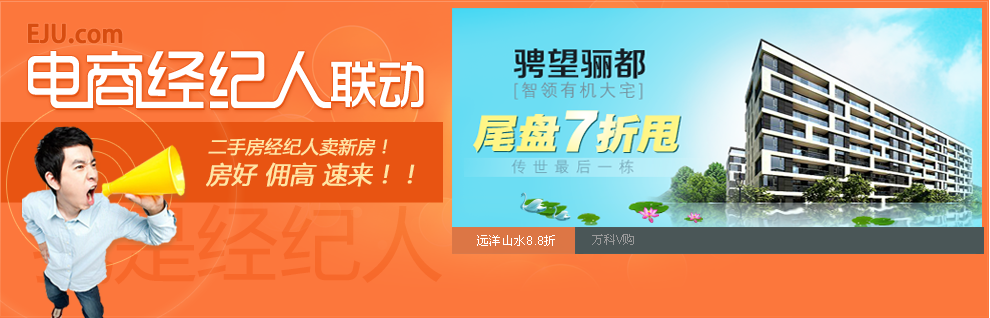 EJU.com
电商经纪人联动
二手房经纪人卖新房！
房好 佣高 速来！！
是经纪人
骋望骊都
[智领有机大宅]
尾盘7折甩
传世最后一栋
远洋山水8.8折
万科V购